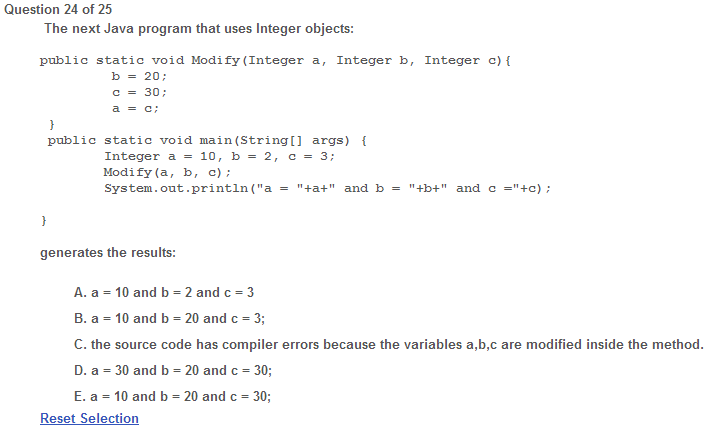 Question 24 of 25
The next Java program that uses Integer objects:
public static void Modify(Integer a, Integer b, Integer c){
b = 20;
c = 30;
a = c;
}
public static void main(String[] args) {
Integer a = 10, b = 2, c = 3;
Modify(a, b, c);
System.out.println("a = "+a+" and b = "+b+" and c ="+c);
}
generates the results:
A. a = 10 and b = 2 and c = 3
B. a = 10 and b = 20 and c = 3;
C. the source code has compiler errors because the variables a,b,c are modified inside the method.
D. a = 30 and b = 20 and c = 30;
E. a = 10 and b = 20 and c = 30;
Reset Selection